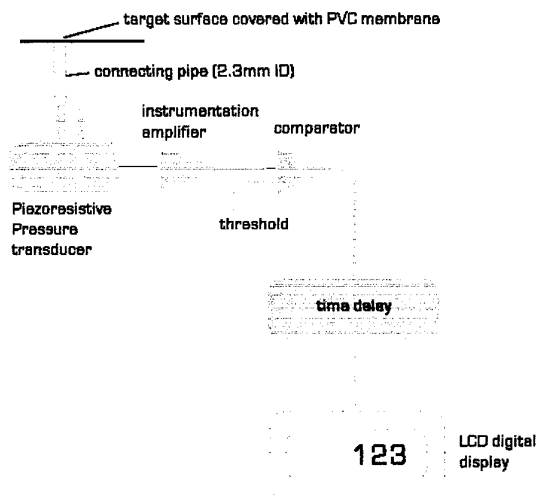 target surface covered with PVC membrane
connecting pipe (2.3mm ID)
instrumentation
amplifier
comparator
threshold
Piezoresistive
Pressure
transducer
time delay
123
LCD digital
display